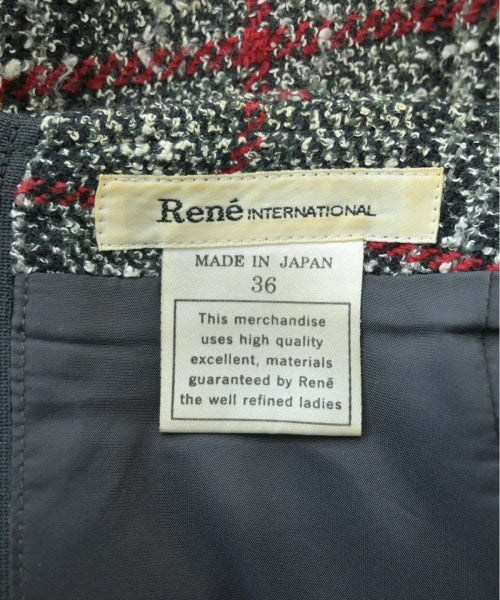 René INTERNATIONAL
MADE IN JAPAN
36
This merchandise
uses high quality
excellent, materials
guaranteed by René
the well refined ladies